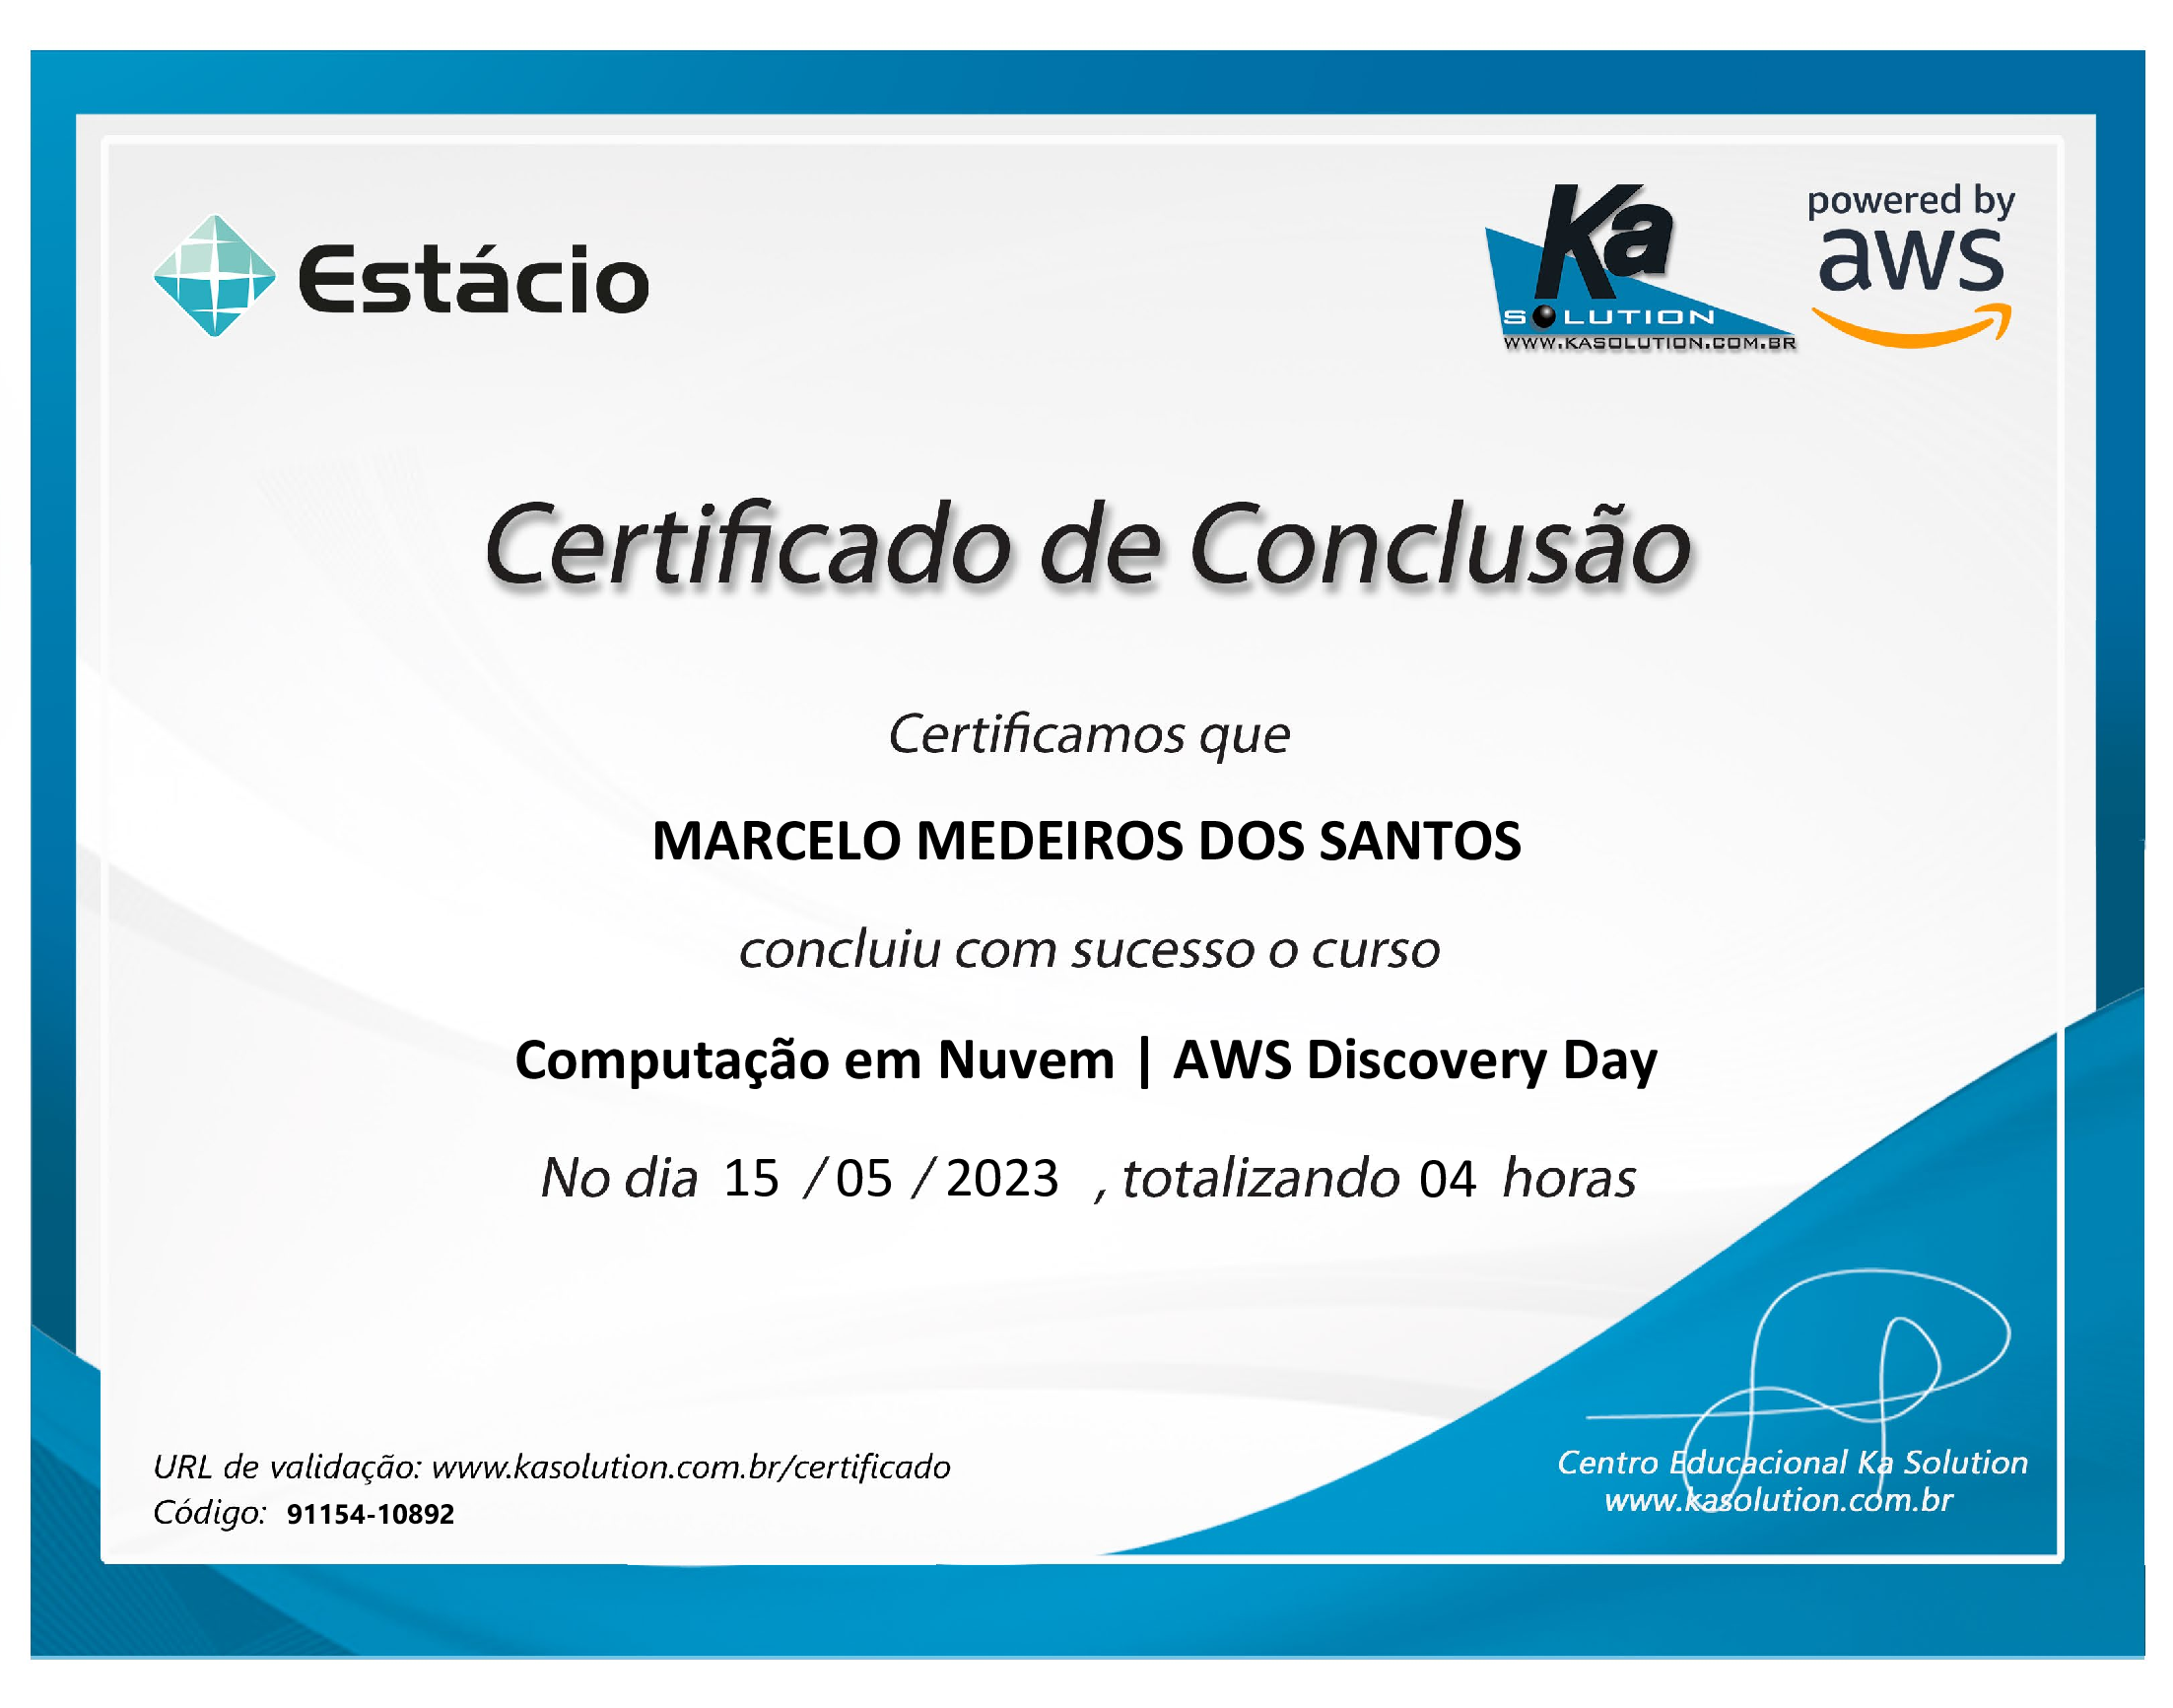 Estácio
Ka
SOLUTION
WWW.KASOLUTION.COM.BR
powered by
aws
Certificado de Conclusão
Certificamos que
MARCELO MEDEIROS DOS SANTOS
concluiu com sucesso o curso
Computação em Nuvem | AWS Discovery Day
No dia 15 / 05 / 2023 , totalizando 04 horas
URL de validação: www.kasolution.com.br/certificado
Código: 91154-10892
Centro Educacional Ka Solution
www.kasolution.com.br